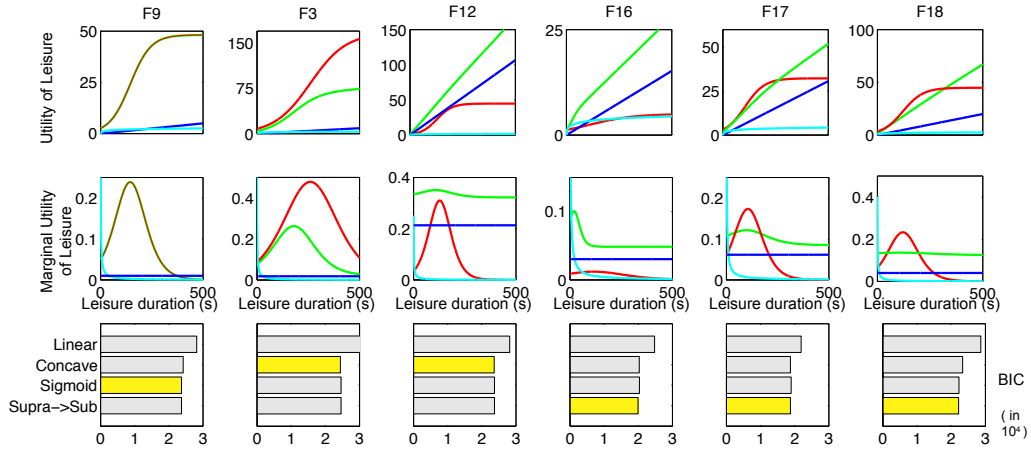 F9 F3 F12 F16 F17 F18
Utility of Leisure
50 25 0
150 75 0
150 100 50 0
25 0
50 25 0
100 50 0
Marginal Utility of Leisure
0.2 0.1 0
0.4 0.2 0
0.4 0.2 0
0.1 0
0.2 0.1 0
0.4 0.2 0
0 500 0 500 0 500 0 500 0 500 0 500
Leisure duration (s) Leisure duration (s) Leisure duration (s) Leisure duration (s) Leisure duration (s) Leisure duration (s)
Linear
Concave
Sigmoid
Supra->Sub
BIC
( in 10⁴)
0 1 2 3 0 1 2 3 0 1 2 3 0 1 2 3 0 1 2 3 0 1 2 3